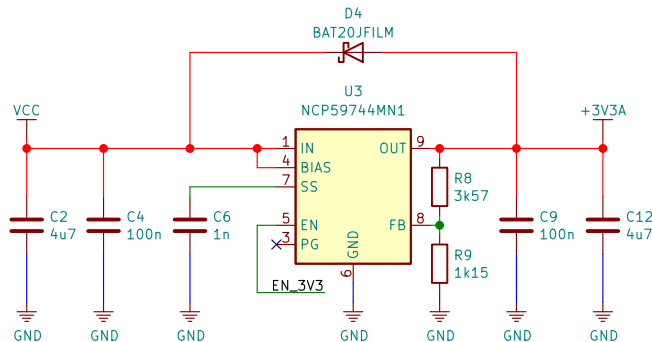 D4
BAT20JFILM
U3
NCP59744MN1
VCC
+3V3A
1
IN
OUT
9
4
BIAS
7
SS
R8
3k57
5
EN
FB
8
3
PG
GND
6
C2
4u7
C4
100n
C6
1n
C9
100n
C12
4u7
R9
1k15
EN_3V3
GND
GND
GND
GND
GND
GND
GND